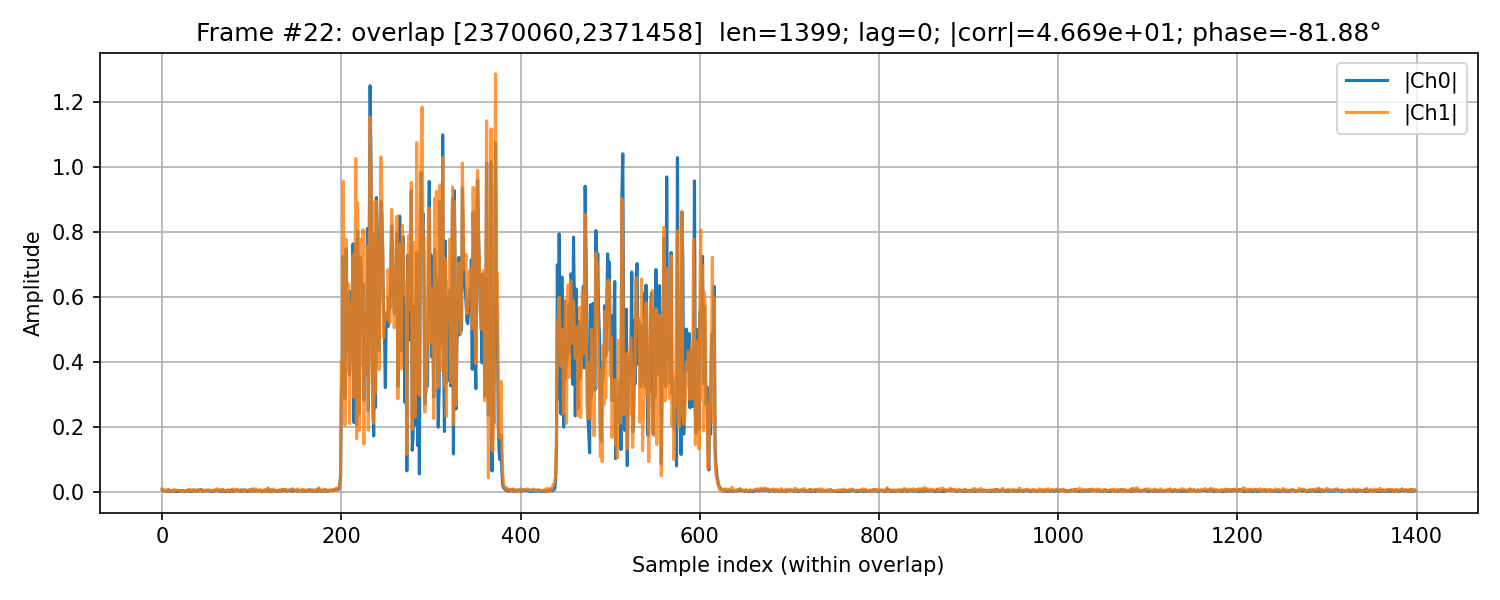 Frame #22: overlap [2370060,2371458]  len=1399; lag=0; |corr|=4.669e+01; phase=-81.88°
|Ch0|
|Ch1|
Amplitude
1.2
1.0
0.8
0.6
0.4
0.2
0.0
0 200 400 600 800 1000 1200 1400
Sample index (within overlap)